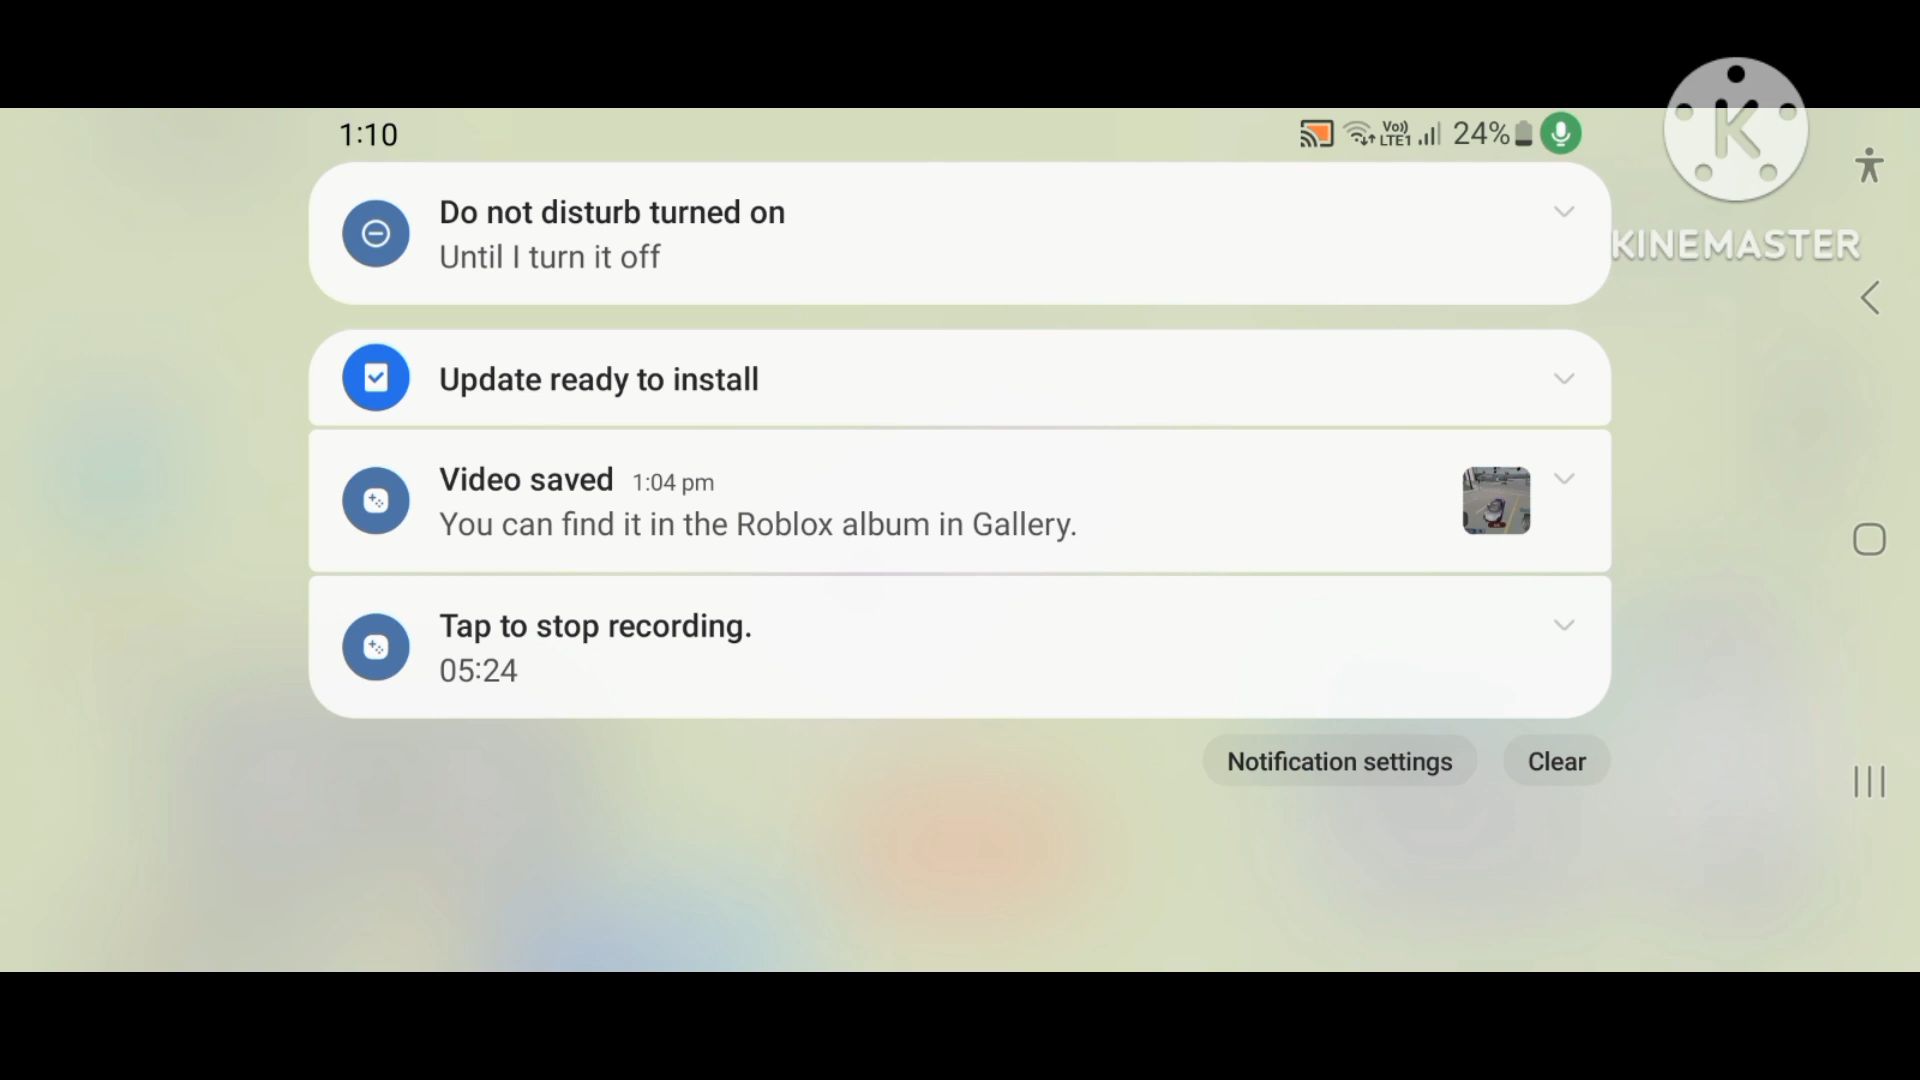 1:10
Vo)) LTE1 24%
K
KINEMASTER
Do not disturb turned on
Until I turn it off
Update ready to install
Video saved 1:04 pm
You can find it in the Roblox album in Gallery.
Tap to stop recording.
05:24
Notification settings Clear